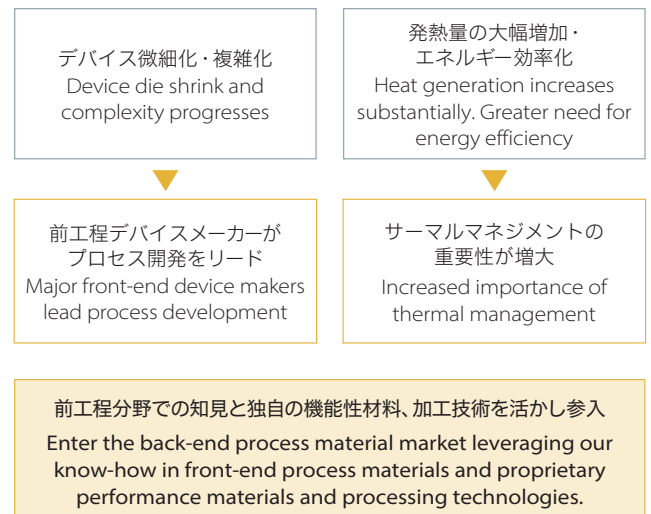 デバイス微細化・複雑化
Device die shrink and
complexity progresses
発熱量の大幅増加・
エネルギー効率化
Heat generation increases
substantially. Greater need for
energy efficiency
前工程デバイスメーカーが
プロセス開発をリード
Major front-end device makers
lead process development
サーマルマネジメントの
重要性が増大
Increased importance of
thermal management
前工程分野での知見と独自の機能性材料、加工技術を活かし参入
Enter the back-end process material market leveraging our
know-how in front-end process materials and proprietary
performance materials and processing technologies.